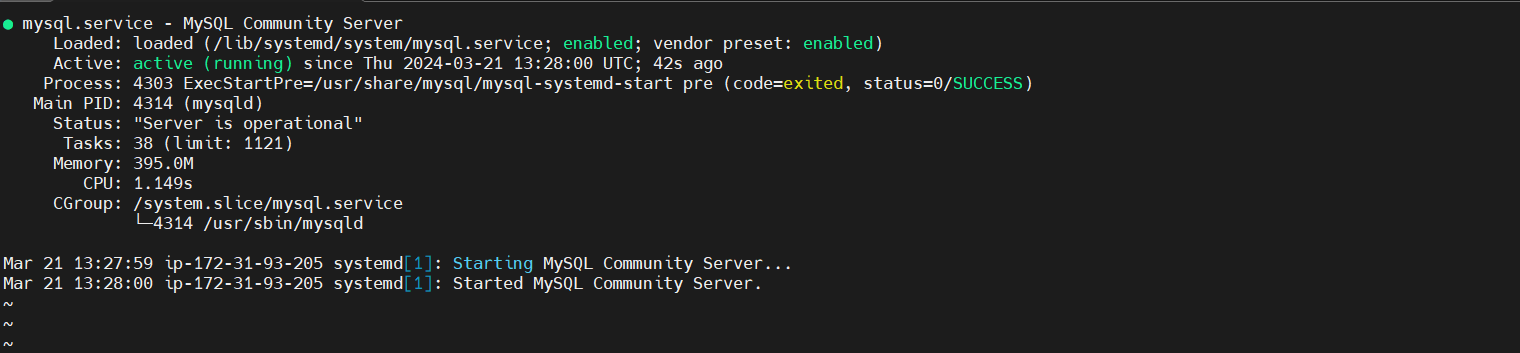 ● mysql.service - MySQL Community Server
Loaded: loaded (/lib/systemd/system/mysql.service; enabled; vendor preset: enabled)
Active: active (running) since Thu 2024-03-21 13:28:00 UTC; 42s ago
Process: 4303 ExecStartPre=/usr/share/mysql/mysql-systemd-start pre (code=exited, status=0/SUCCESS)
Main PID: 4314 (mysqld)
Status: "Server is operational"
Tasks: 38 (limit: 1121)
Memory: 395.0M
CPU: 1.149s
CGroup: /system.slice/mysql.service
└─4314 /usr/sbin/mysqld
Mar 21 13:27:59 ip-172-31-93-205 systemd[1]: Starting MySQL Community Server...
Mar 21 13:28:00 ip-172-31-93-205 systemd[1]: Started MySQL Community Server.
~
~
~